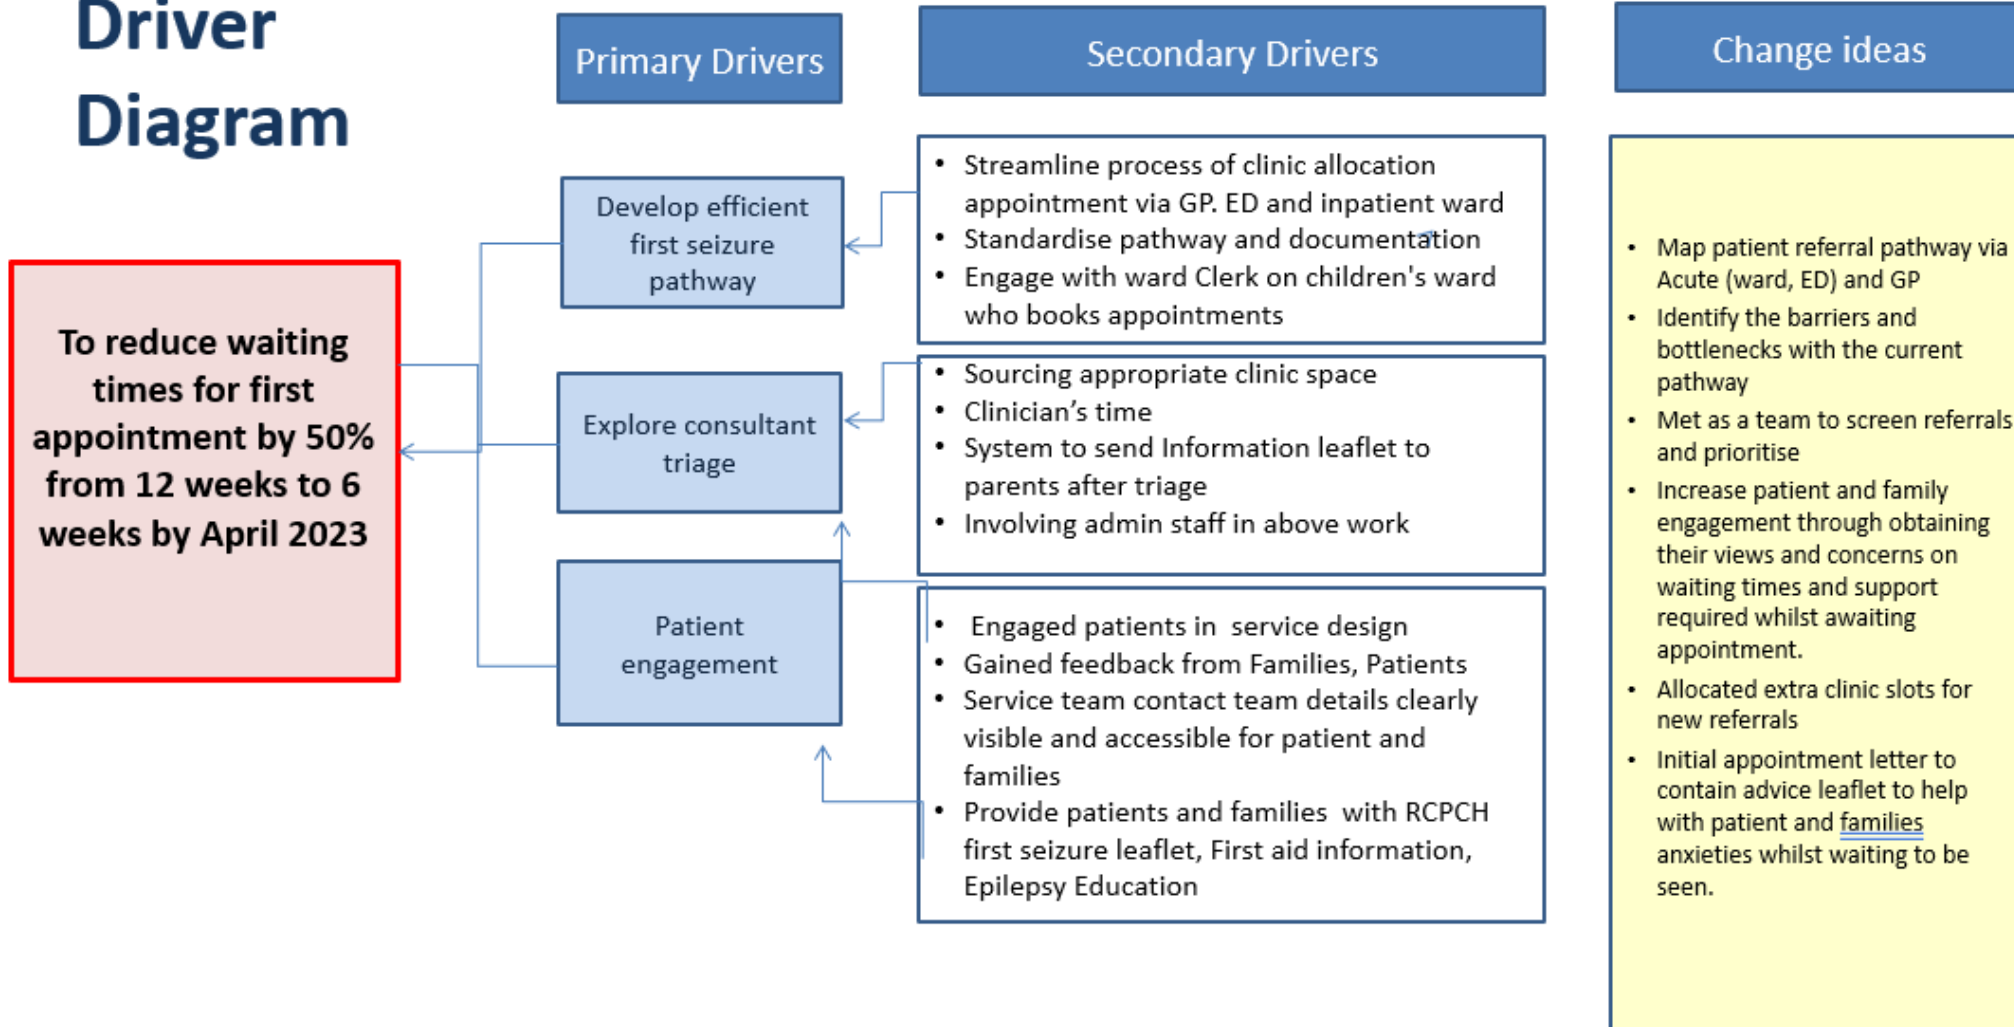 Driver
Diagram
Primary Drivers
Secondary Drivers
Change ideas
To reduce waiting
times for first
appointment by 50%
from 12 weeks to 6
weeks by April 2023
Develop efficient
first seizure
pathway
Explore consultant
triage
Patient
engagement
• Streamline process of clinic allocation
appointment via GP. ED and inpatient ward
• Standardise pathway and documentation
• Engage with ward Clerk on children's ward
who books appointments
• Sourcing appropriate clinic space
• Clinician’s time
• System to send Information leaflet to
parents after triage
• Involving admin staff in above work
• Engaged patients in service design
• Gained feedback from Families, Patients
• Service team contact team details clearly
visible and accessible for patient and
families
• Provide patients and families with RCPCH
first seizure leaflet, First aid information,
Epilepsy Education
• Map patient referral pathway via
Acute (ward, ED) and GP
• Identify the barriers and
bottlenecks with the current
pathway
• Met as a team to screen referrals
and prioritise
• Increase patient and family
engagement through obtaining
their views and concerns on
waiting times and support
required whilst awaiting
appointment.
• Allocated extra clinic slots for
new referrals
• Initial appointment letter to
contain advice leaflet to help
with patient and families
anxieties whilst waiting to be
seen.